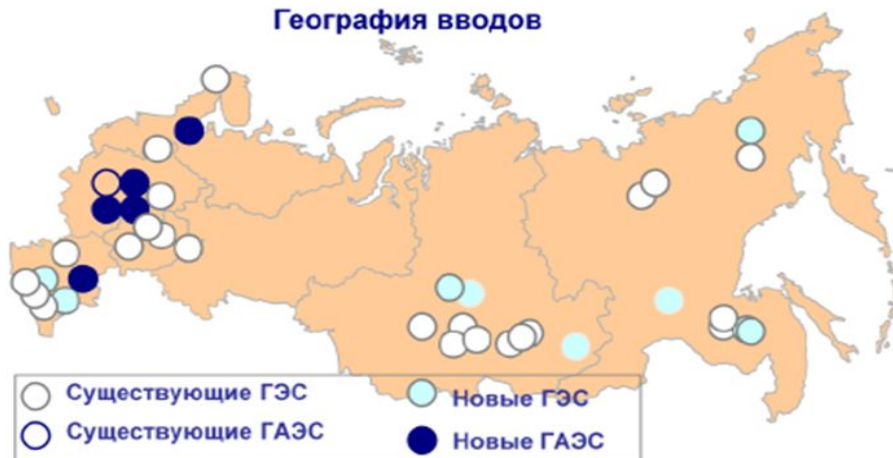 География вводов
Существующие ГЭС
Новые ГЭС
Существующие ГАЭС
Новые ГАЭС